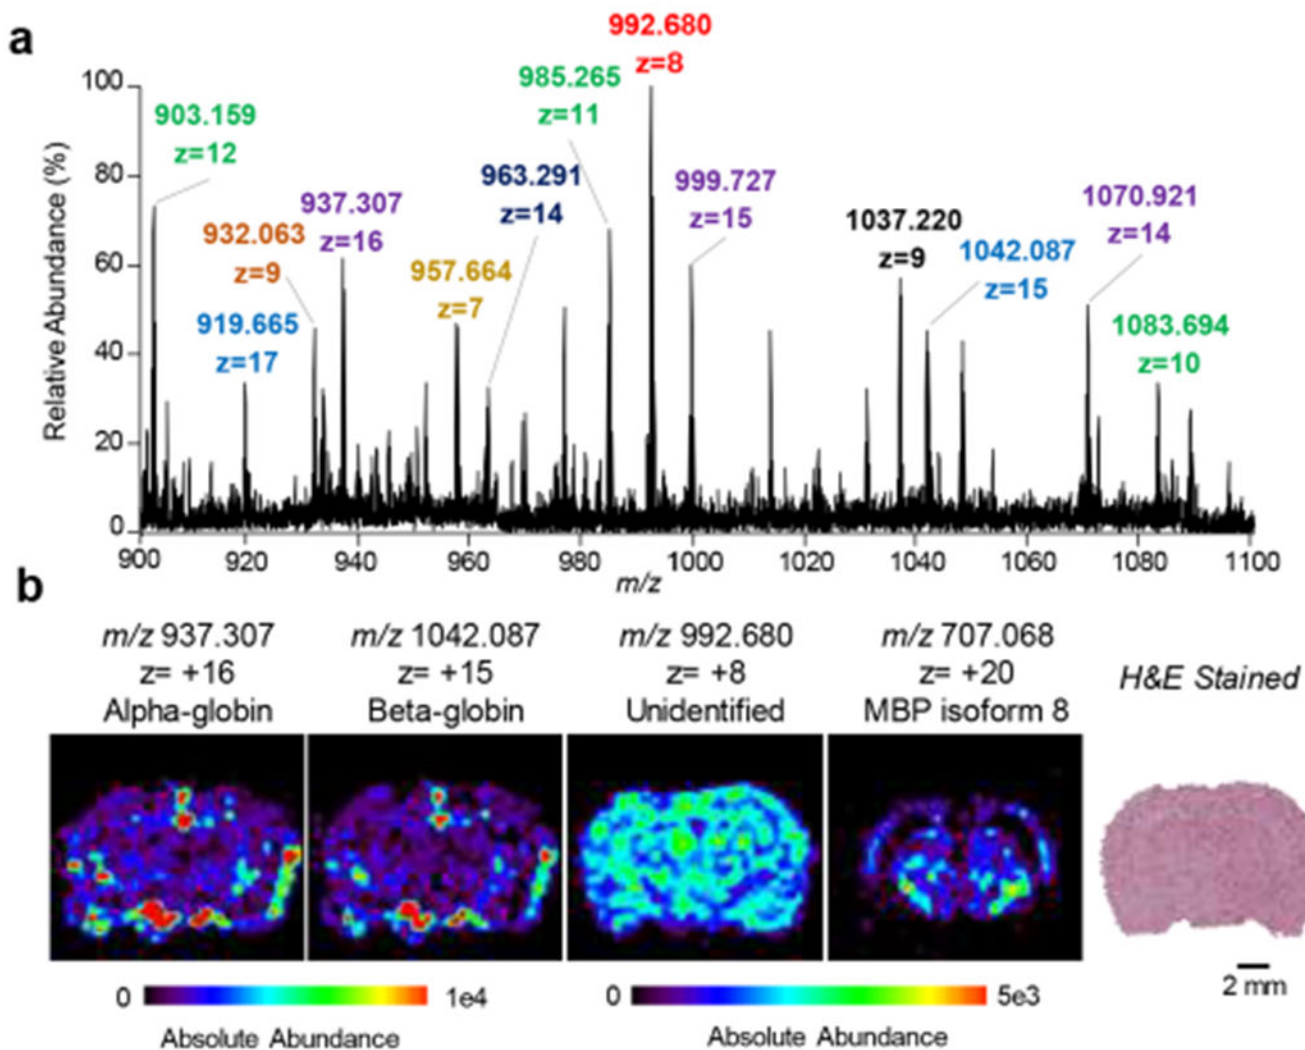 a
992.680
z=8
985.265
z=11
903.159
z=12
963.291
z=14
999.727
z=15
937.307
z=16
932.063
z=9
957.664
z=7
919.665
z=17
1037.220
z=9
1042.087
z=15
1070.921
z=14
1083.694
z=10
Relative Abundance (%)
100
80
60
40
20
0
900 920 940 960 980 1000 1020 1040 1060 1080 1100
m/z
b
m/z 937.307
z= +16
Alpha-globin
m/z 1042.087
z= +15
Beta-globin
m/z 992.680
z= +8
Unidentified
m/z 707.068
z= +20
MBP isoform 8
H&E Stained
0 1e4
Absolute Abundance
0 5e3
Absolute Abundance
2 mm